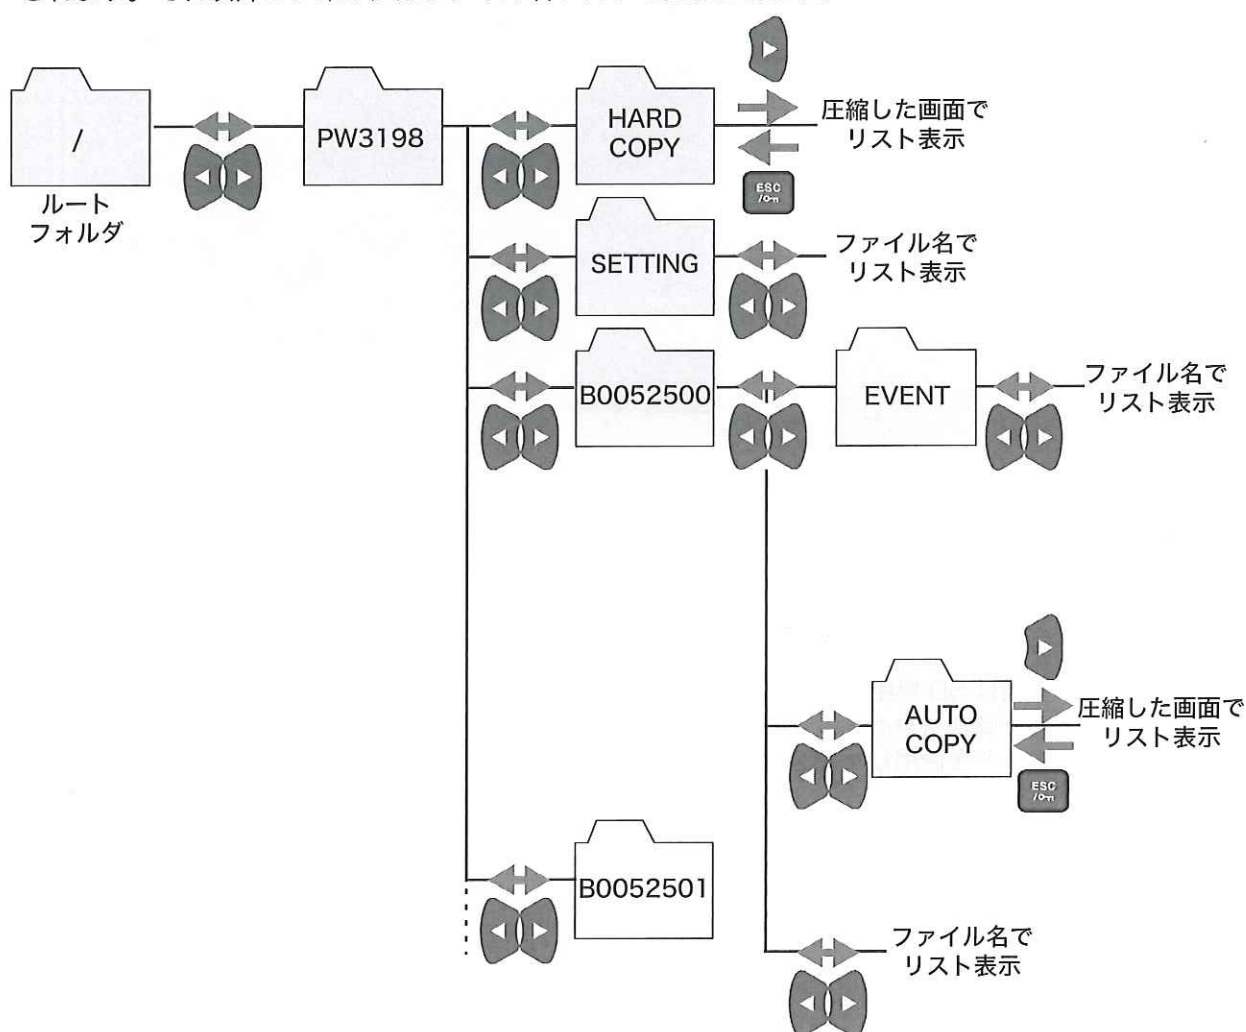 /
ルート
フォルダ
PW3198
HARD
COPY
ESC
/
圧縮した画面で
リスト表示
SETTING
ファイル名で
リスト表示
B0052500
EVENT
ファイル名で
リスト表示
AUTO
COPY
ESC
/
圧縮した画面で
リスト表示
B0052501
ファイル名で
リスト表示